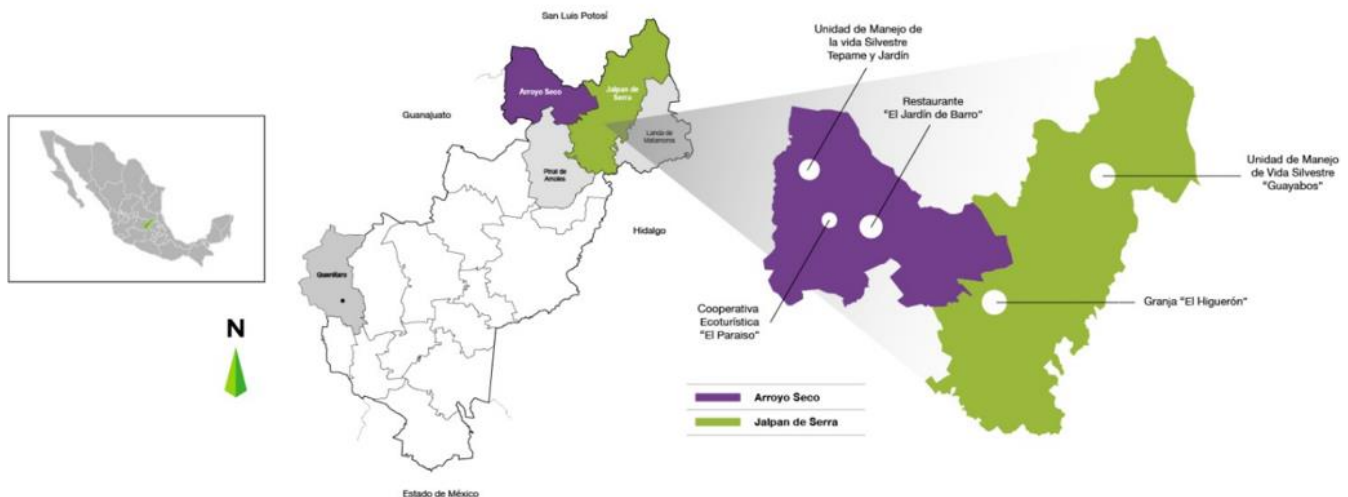 San Luis Potosí
Arroyo Seco
Jalpan de
Serra
Guanajuato
Landa de
Matamoros
Pinal de
Amoles
Hidalgo
Querétaro
Estado de México
N
Unidad de Manejo de
la vida Silvestre
Tepame y Jardín
Restaurante
"El Jardín de Barro"
Unidad de Manejo
de Vida Silvestre
"Guayabos"
Cooperativa
Ecoturística
"El Paraiso"
Granja "El Higuerón"
Arroyo Seco
Jalpan de Serra